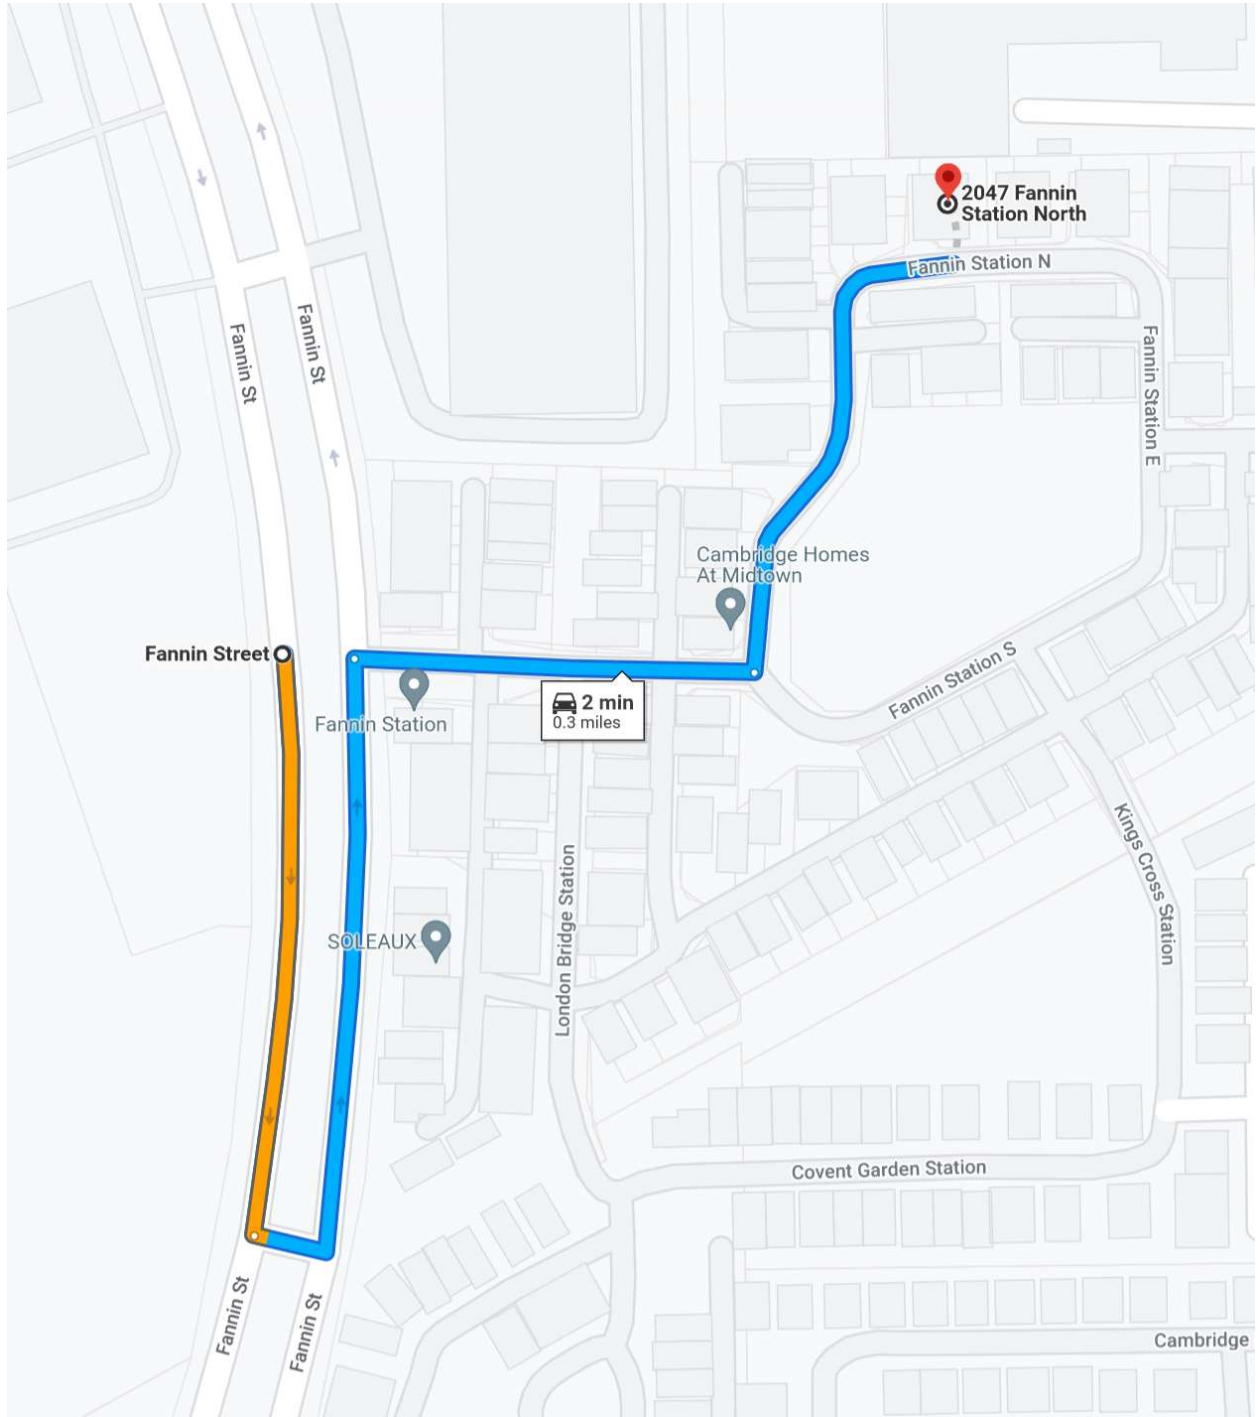 2047 Fannin
Station North
Fannin Station N
Fannin St
Fannin St
Fannin Station E
Cambridge Homes
At Midtown
Fannin Street
Fannin Station S
2 min
0.3 miles
Fannin Station
Kings Cross Station
London Bridge Station
SOLEAUX
Covent Garden Station
Fannin St
Fannin St
Cambridge